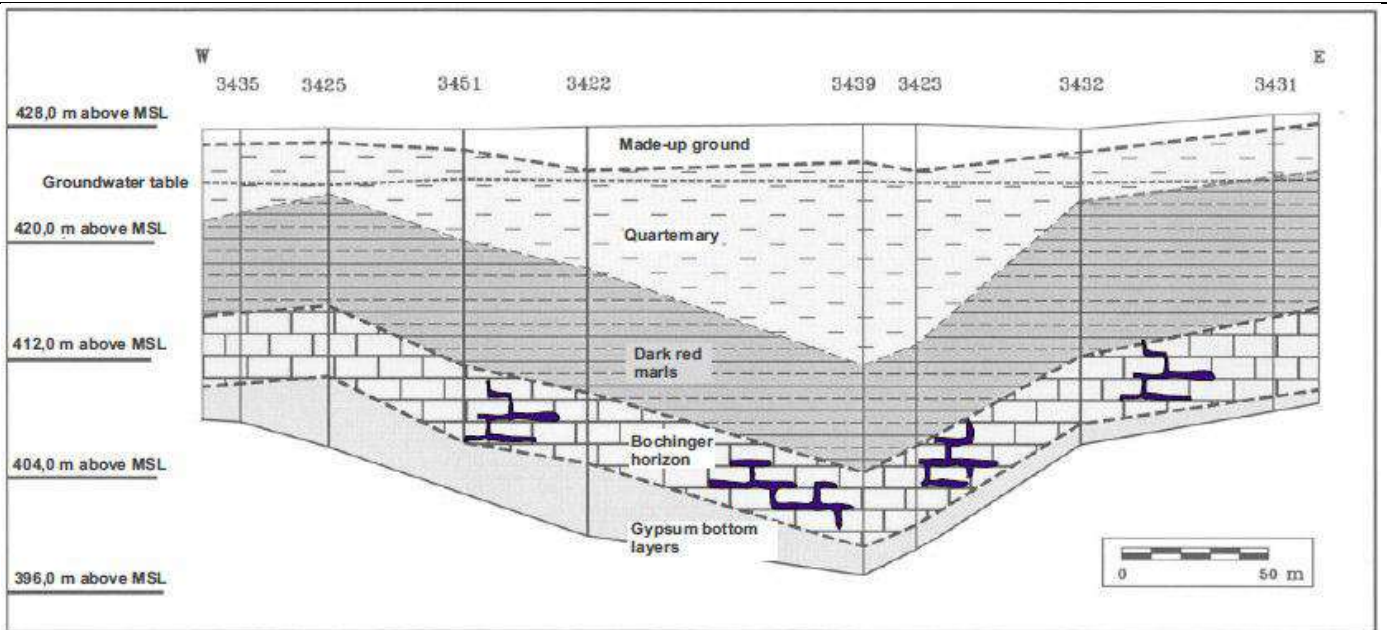 W
E
3435 3425 3451 3422 3439 3423 3432 3431
428,0 m above MSL
Made-up ground
Groundwater table
420,0 m above MSL
Quarternary
412,0 m above MSL
Dark red
marls
Bochinger
horizon
404,0 m above MSL
Gypsum bottom
layers
396,0 m above MSL
0 50 m